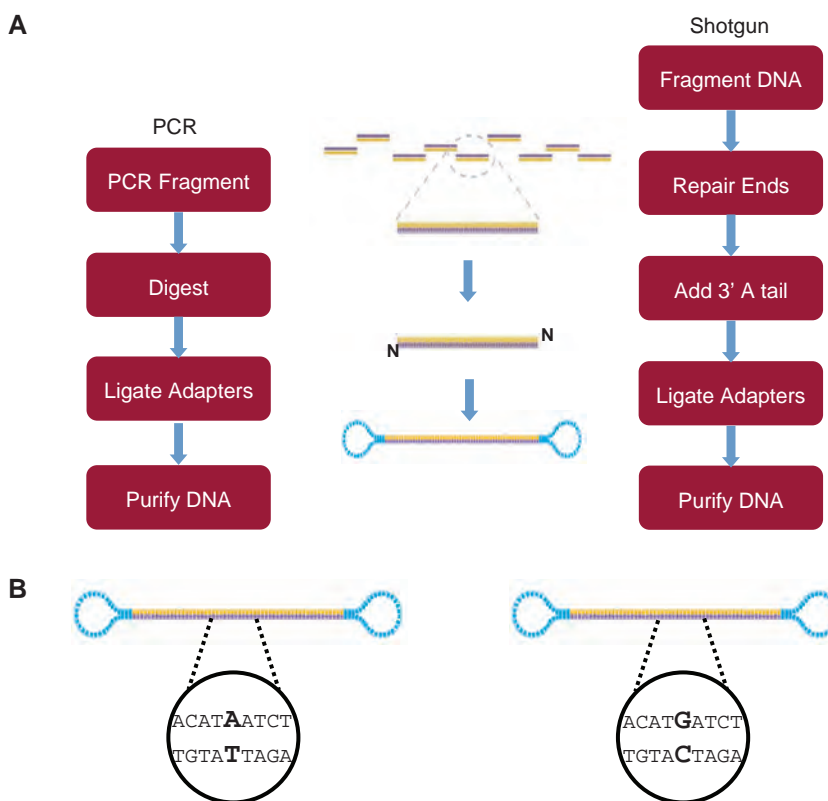 A
PCR
PCR Fragment
Digest
Ligate Adapters
Purify DNA
N
N
Shotgun
Fragment DNA
Repair Ends
Add 3’ A tail
Ligate Adapters
Purify DNA
B
ACATAATCT
TGTATTAGA
ACATGATCT
TGTACTAGA